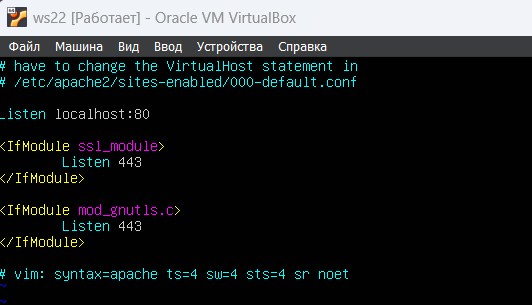 ws22 [Работает] - Oracle VM VirtualBox
Файл Машина Вид Ввод Устройства Справка
# have to change the VirtualHost statement in
# /etc/apache2/sites-enabled/000-default.conf
Listen localhost:80
<IfModule ssl_module>
Listen 443
</IfModule>
<IfModule mod_gnutls.c>
Listen 443
</IfModule>
# vim: syntax=apache ts=4 sw=4 sts=4 sr noet
~
~